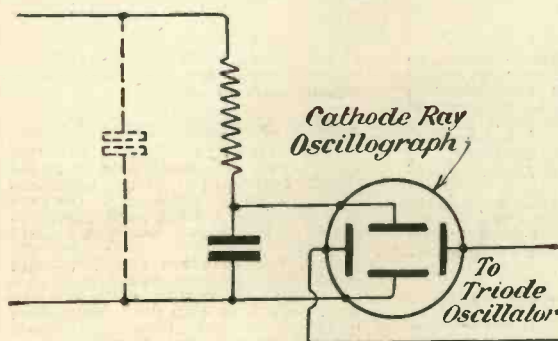 Cathode Ray
Oscillograph
To
Triode
Oscillator